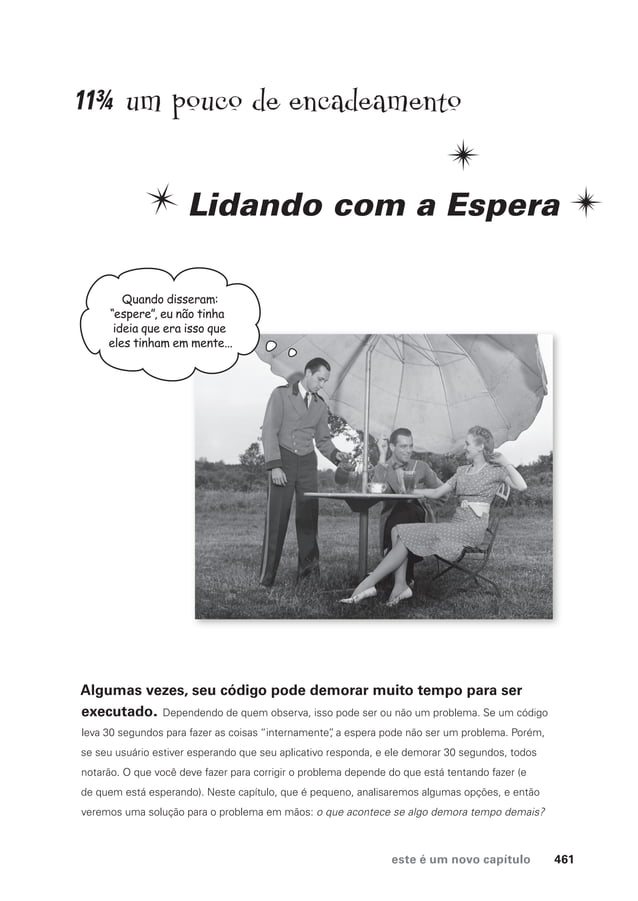 11¾ um pouco de encadeamento
Lidando com a Espera
Quando disseram:
“espere”, eu não tinha
ideia que era isso que
eles tinham em mente...
Algumas vezes, seu código pode demorar muito tempo para ser
executado. Dependendo de quem observa, isso pode ser ou não um problema. Se um código
leva 30 segundos para fazer as coisas “internamente”, a espera pode não ser um problema. Porém,
se seu usuário estiver esperando que seu aplicativo responda, e ele demorar 30 segundos, todos
notarão. O que você deve fazer para corrigir o problema depende do que está tentando fazer (e
de quem está esperando). Neste capítulo, que é pequeno, analisaremos algumas opções, e então
veremos uma solução para o problema em mãos: o que acontece se algo demora tempo demais?
este é um novo capítulo 461